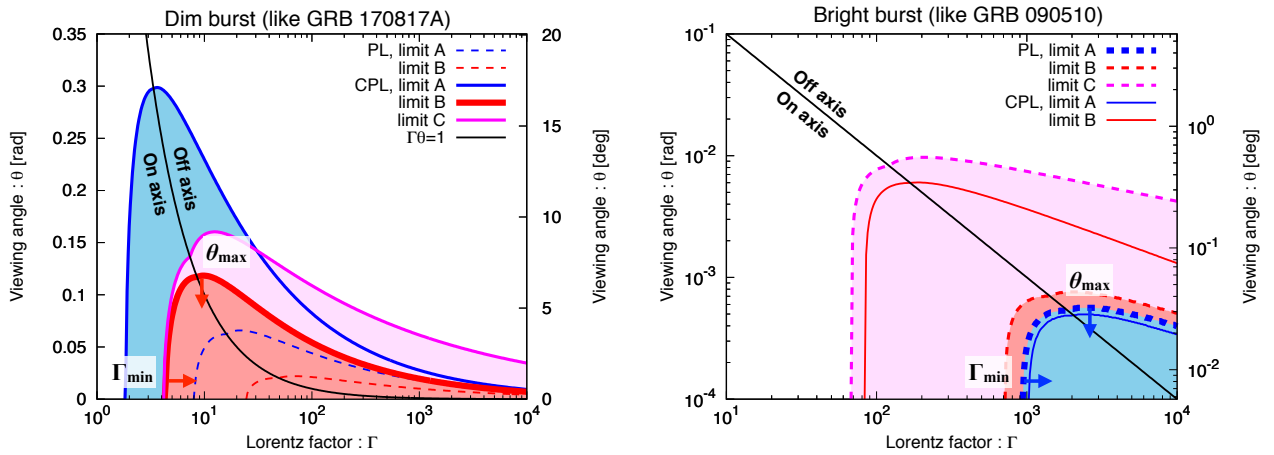 Dim burst (like GRB 170817A)
0.35
0.3
0.25
0.2
0.15
0.1
0.05
0
Viewing angle : θ [rad]
20
15
10
5
0
Viewing angle : θ [deg]
PL, limit A
limit B
CPL, limit A
limit B
limit C
Γθ=1
Off axis
On axis
θmax
Γmin
10^0
10^1
10^2
10^3
10^4
Lorentz factor : Γ
Bright burst (like GRB 090510)
10^-1
10^-2
10^-3
10^-4
Viewing angle : θ [rad]
10^0
10^-1
10^-2
Viewing angle : θ [deg]
PL, limit A
limit B
limit C
CPL, limit A
limit B
Off axis
On axis
θmax
Γmin
10^1
10^2
10^3
10^4
Lorentz factor : Γ